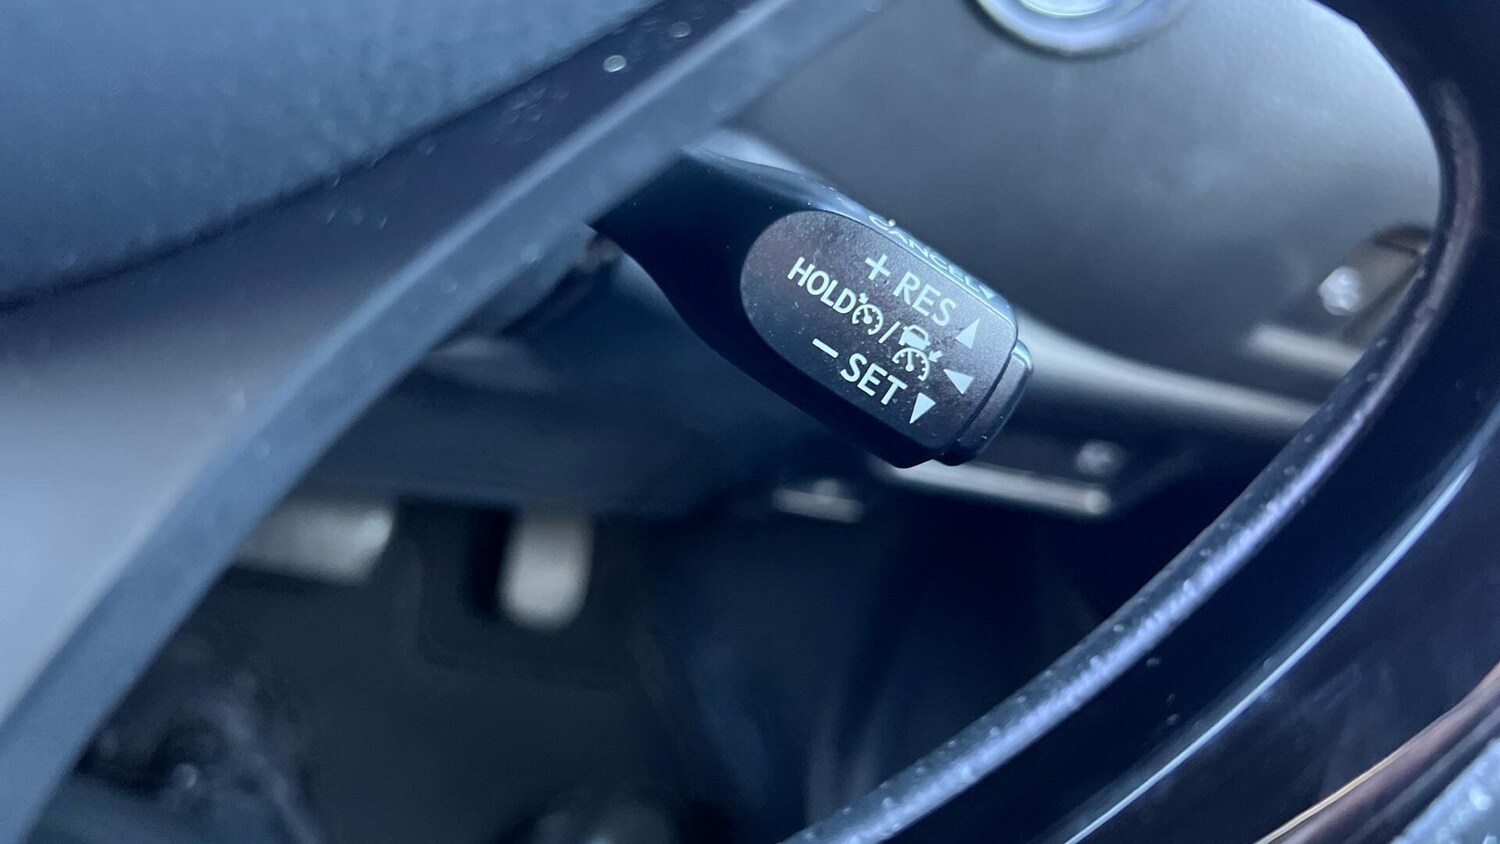 CANCEL
+ RES
HOLD /
− SET